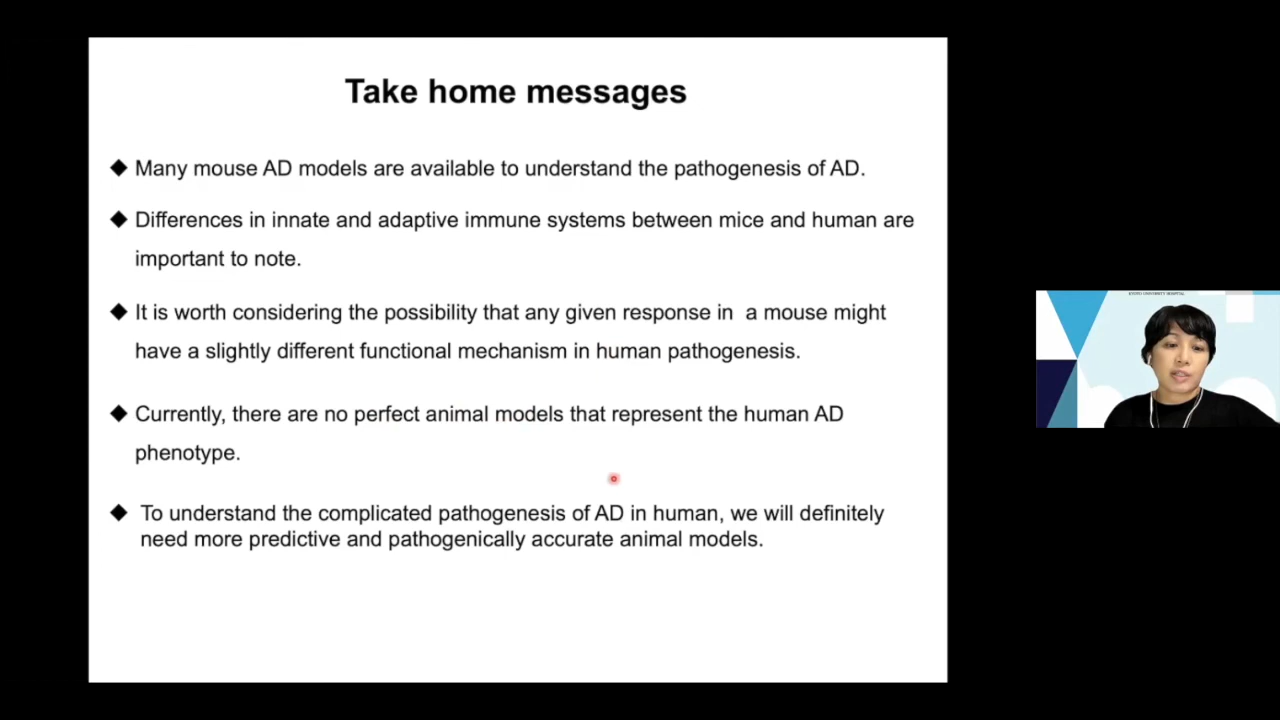 Take home messages
◆ Many mouse AD models are available to understand the pathogenesis of AD.
◆ Differences in innate and adaptive immune systems between mice and human are
important to note.
◆ It is worth considering the possibility that any given response in  a mouse might
have a slightly different functional mechanism in human pathogenesis.
◆ Currently, there are no perfect animal models that represent the human AD
phenotype.
◆ To understand the complicated pathogenesis of AD in human, we will definitely
need more predictive and pathogenically accurate animal models.
KYOTO UNIVERSITY HOSPITAL